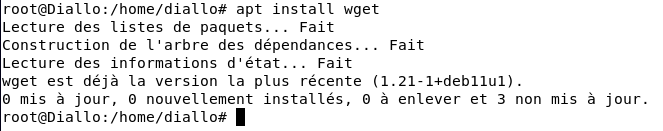 root@Diallo:/home/diallo# apt install wget
Lecture des listes de paquets... Fait
Construction de l'arbre des dépendances... Fait
Lecture des informations d'état... Fait
wget est déjà la version la plus récente (1.21-1+deb11u1).
0 mis à jour, 0 nouvellement installés, 0 à enlever et 3 non mis à jour.
root@Diallo:/home/diallo#